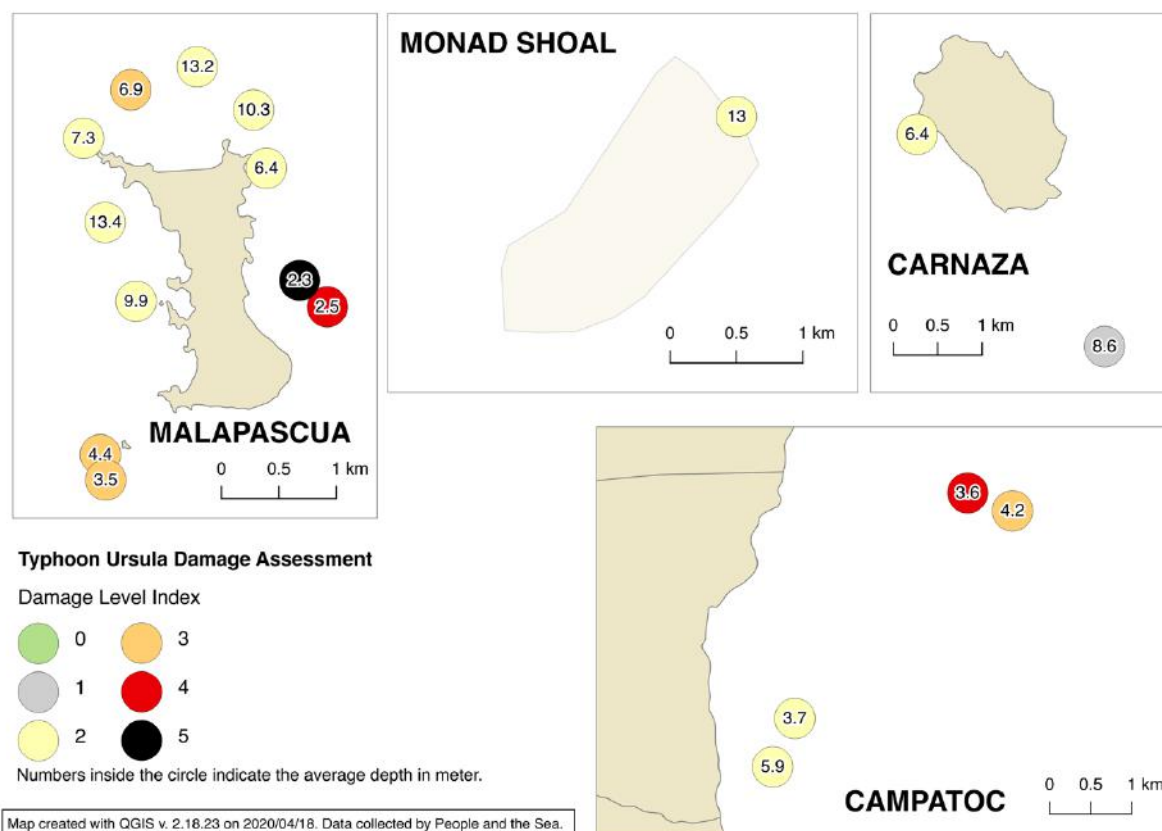 13.2
6.9
10.3
7.3
6.4
13.4
9.9
2.3
2.5
MALAPASCUA
4.4
3.5
0 0.5 1 km
MONAD SHOAL
13
0 0.5 1 km
6.4
CARNAZA
0 0.5 1 km
8.6
Typhoon Ursula Damage Assessment
Damage Level Index
0 3
1 4
2 5
Numbers inside the circle indicate the average depth in meter.
Map created with QGIS v. 2.18.23 on 2020/04/18. Data collected by People and the Sea.
3.6
4.2
3.7
5.9
CAMPATOC
0 0.5 1 km